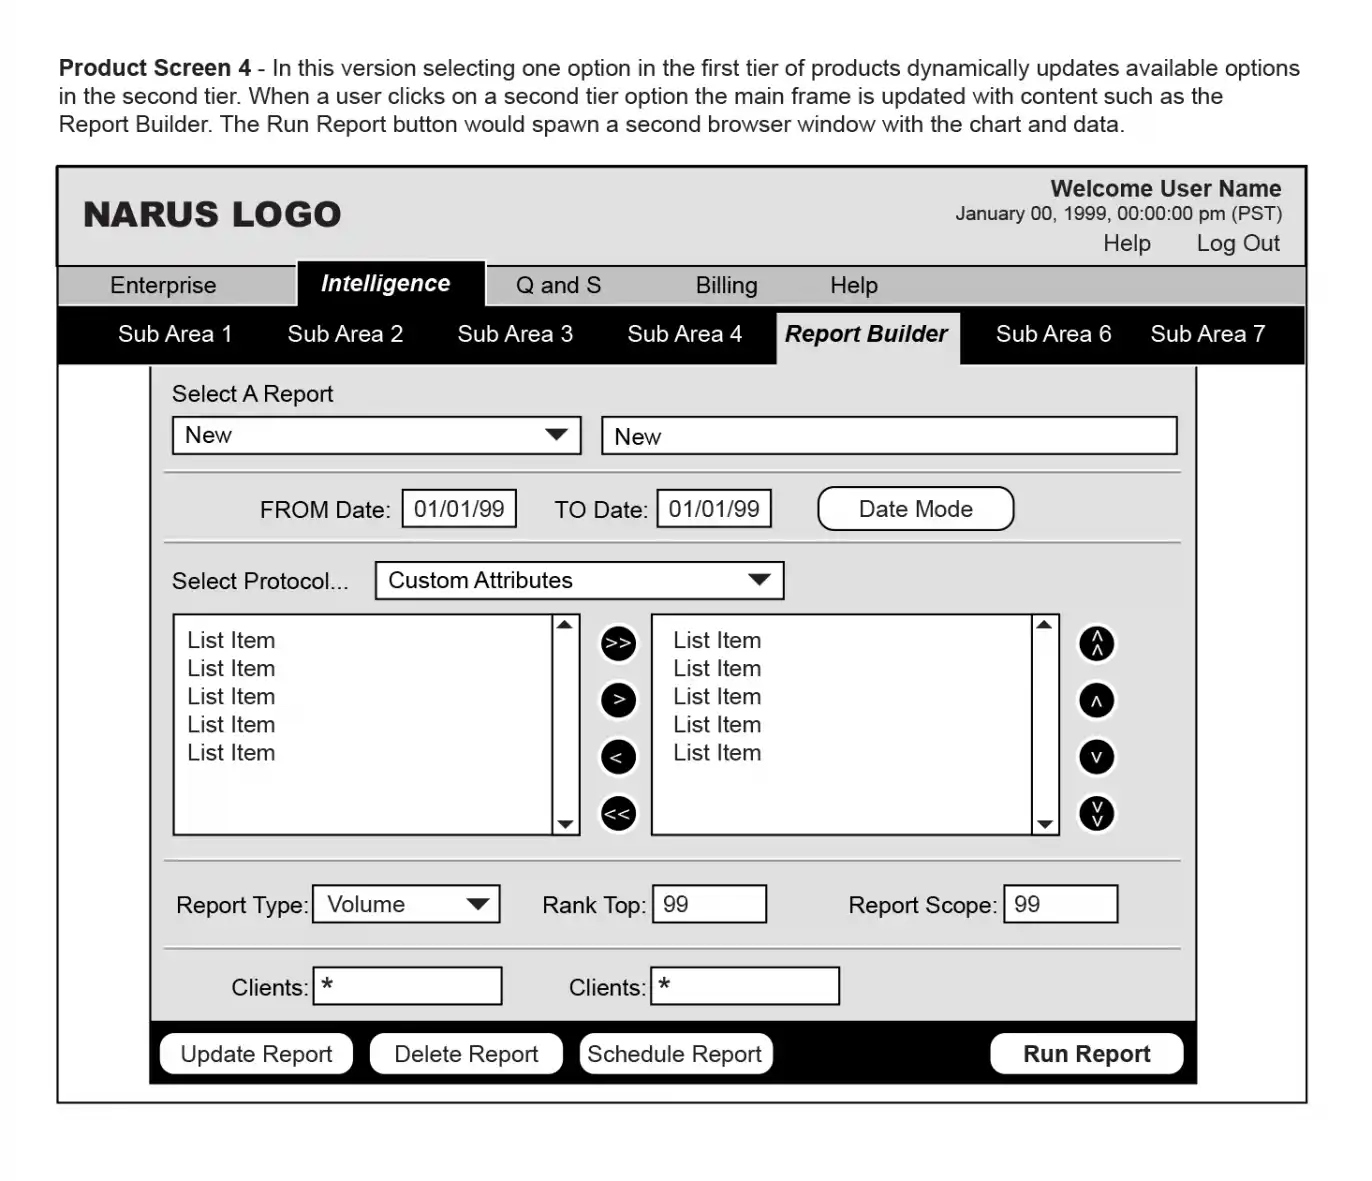 Product Screen 4 - In this version selecting one option in the first tier of products dynamically updates available options
in the second tier. When a user clicks on a second tier option the main frame is updated with content such as the
Report Builder. The Run Report button would spawn a second browser window with the chart and data.
NARUS LOGO
Welcome User Name
January 00, 1999, 00:00:00 pm (PST)
Help Log Out
Enterprise Intelligence Q and S Billing Help
Sub Area 1 Sub Area 2 Sub Area 3 Sub Area 4 Report Builder Sub Area 6 Sub Area 7
Select A Report
New New
FROM Date: 01/01/99 TO Date: 01/01/99 Date Mode
Select Protocol... Custom Attributes
List Item
List Item
List Item
List Item
List Item
>>
>
<
<<
List Item
List Item
List Item
List Item
List Item
^
^
^
v
v
v
Report Type: Volume Rank Top: 99 Report Scope: 99
Clients: * Clients: *
Update Report Delete Report Schedule Report Run Report